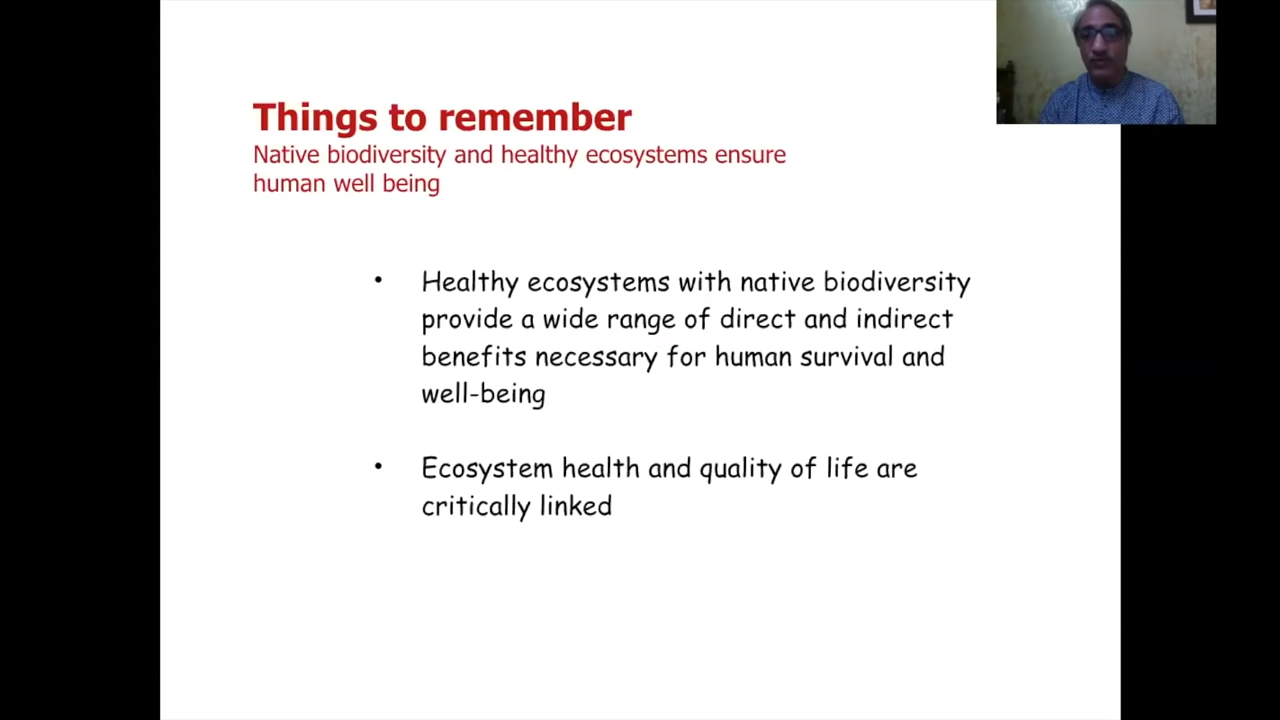 Things to remember
Native biodiversity and healthy ecosystems ensure
human well being
• Healthy ecosystems with native biodiversity
provide a wide range of direct and indirect
benefits necessary for human survival and
well-being
• Ecosystem health and quality of life are
critically linked